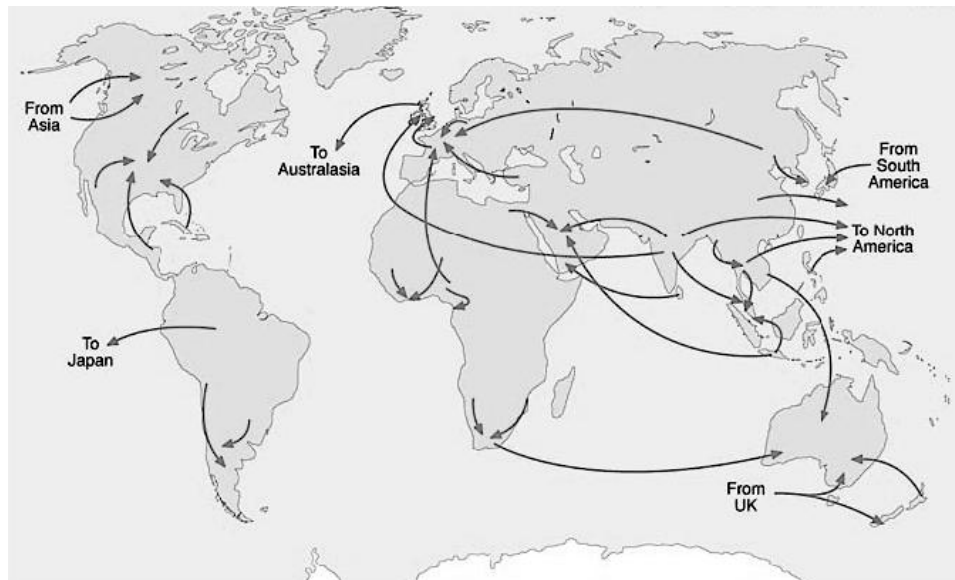 From
Asia
To
Australasia
From
South
America
To North
America
To
Japan
From
UK